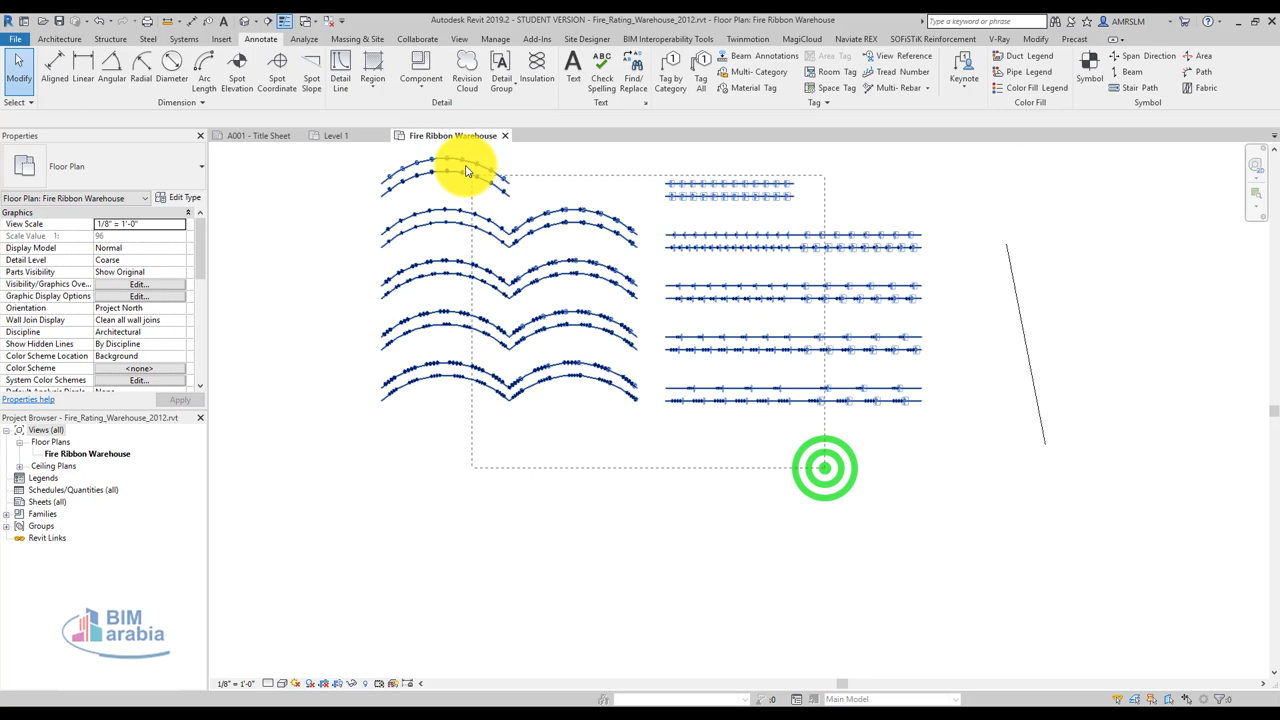 Autodesk Revit 2019.2 - STUDENT VERSION - Fire_Rating_Warehouse_2012.rvt - Floor Plan: Fire Ribbon Warehouse
Type a keyword or phrase
AMRSLM
File Architecture Structure Steel Systems Insert Annotate Analyze Massing & Site Collaborate View Manage Add-Ins Site Designer BIM Interoperability Tools Twinmotion MagiCloud Naviate REX SOFiSTiK Reinforcement V-Ray Modify Precast
Modify
Aligned Linear Angular Radial Diameter Arc Length Spot Elevation Spot Coordinate Spot Slope
Detail Line Region Component Revision Cloud Detail Group Insulation
Text Check Spelling Find/ Replace
Tag by Category Tag All
Beam Annotations Area Tag View Reference
Multi- Category Room Tag Tread Number
Material Tag Space Tag Multi- Rebar
Keynote
Duct Legend
Pipe Legend
Color Fill Legend
Symbol
Span Direction Area
Beam Path
Stair Path Fabric
Select Dimension Detail Text Tag Color Fill Symbol
Properties
A001 - Title Sheet Level 1 Fire Ribbon Warehouse
Floor Plan
Floor Plan: Fire Ribbon Warehouse Edit Type
Graphics
View Scale 1/8" = 1'-0"
Scale Value 1: 96
Display Model Normal
Detail Level Coarse
Parts Visibility Show Original
Visibility/Graphics Ove... Edit...
Graphic Display Options Edit...
Orientation Project North
Wall Join Display Clean all wall joins
Discipline Architectural
Show Hidden Lines By Discipline
Color Scheme Location Background
Color Scheme <none>
System Color Schemes Edit...
Properties help Apply
Project Browser - Fire_Rating_Warehouse_2012.rvt
Views (all)
Floor Plans
Fire Ribbon Warehouse
Ceiling Plans
Legends
Schedules/Quantities (all)
Sheets (all)
Families
Groups
Revit Links
BIM
arabia
1/8" = 1'-0"
:0 Main Model :0